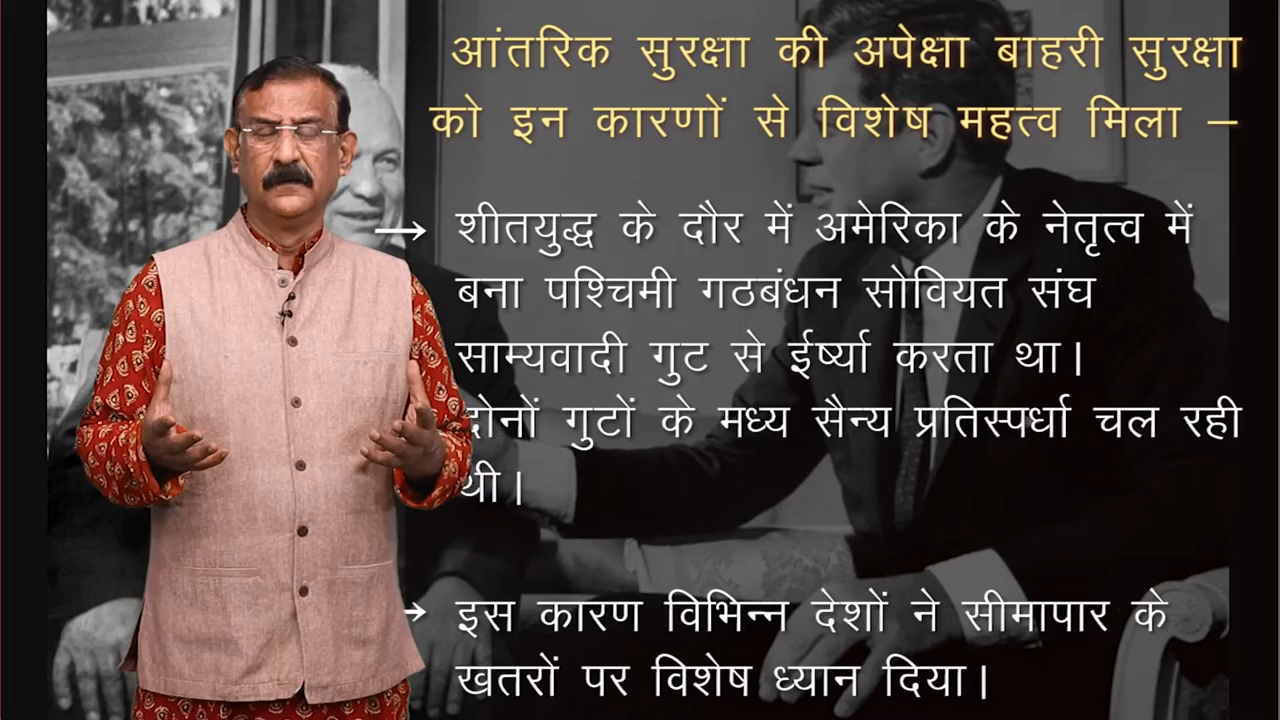 आंतरिक सुरक्षा की अपेक्षा बाहरी सुरक्षा
को इन कारणों से विशेष महत्व मिला –
→ शीतयुद्ध के दौर में अमेरिका के नेतृत्व में
बना पश्चिमी गठबंधन सोवियत संघ
साम्यवादी गुट से ईर्ष्या करता था।
दोनों गुटों के मध्य सैन्य प्रतिस्पर्धा चल रही
थी।
→ इस कारण विभिन्न देशों ने सीमापार के
खतरों पर विशेष ध्यान दिया।